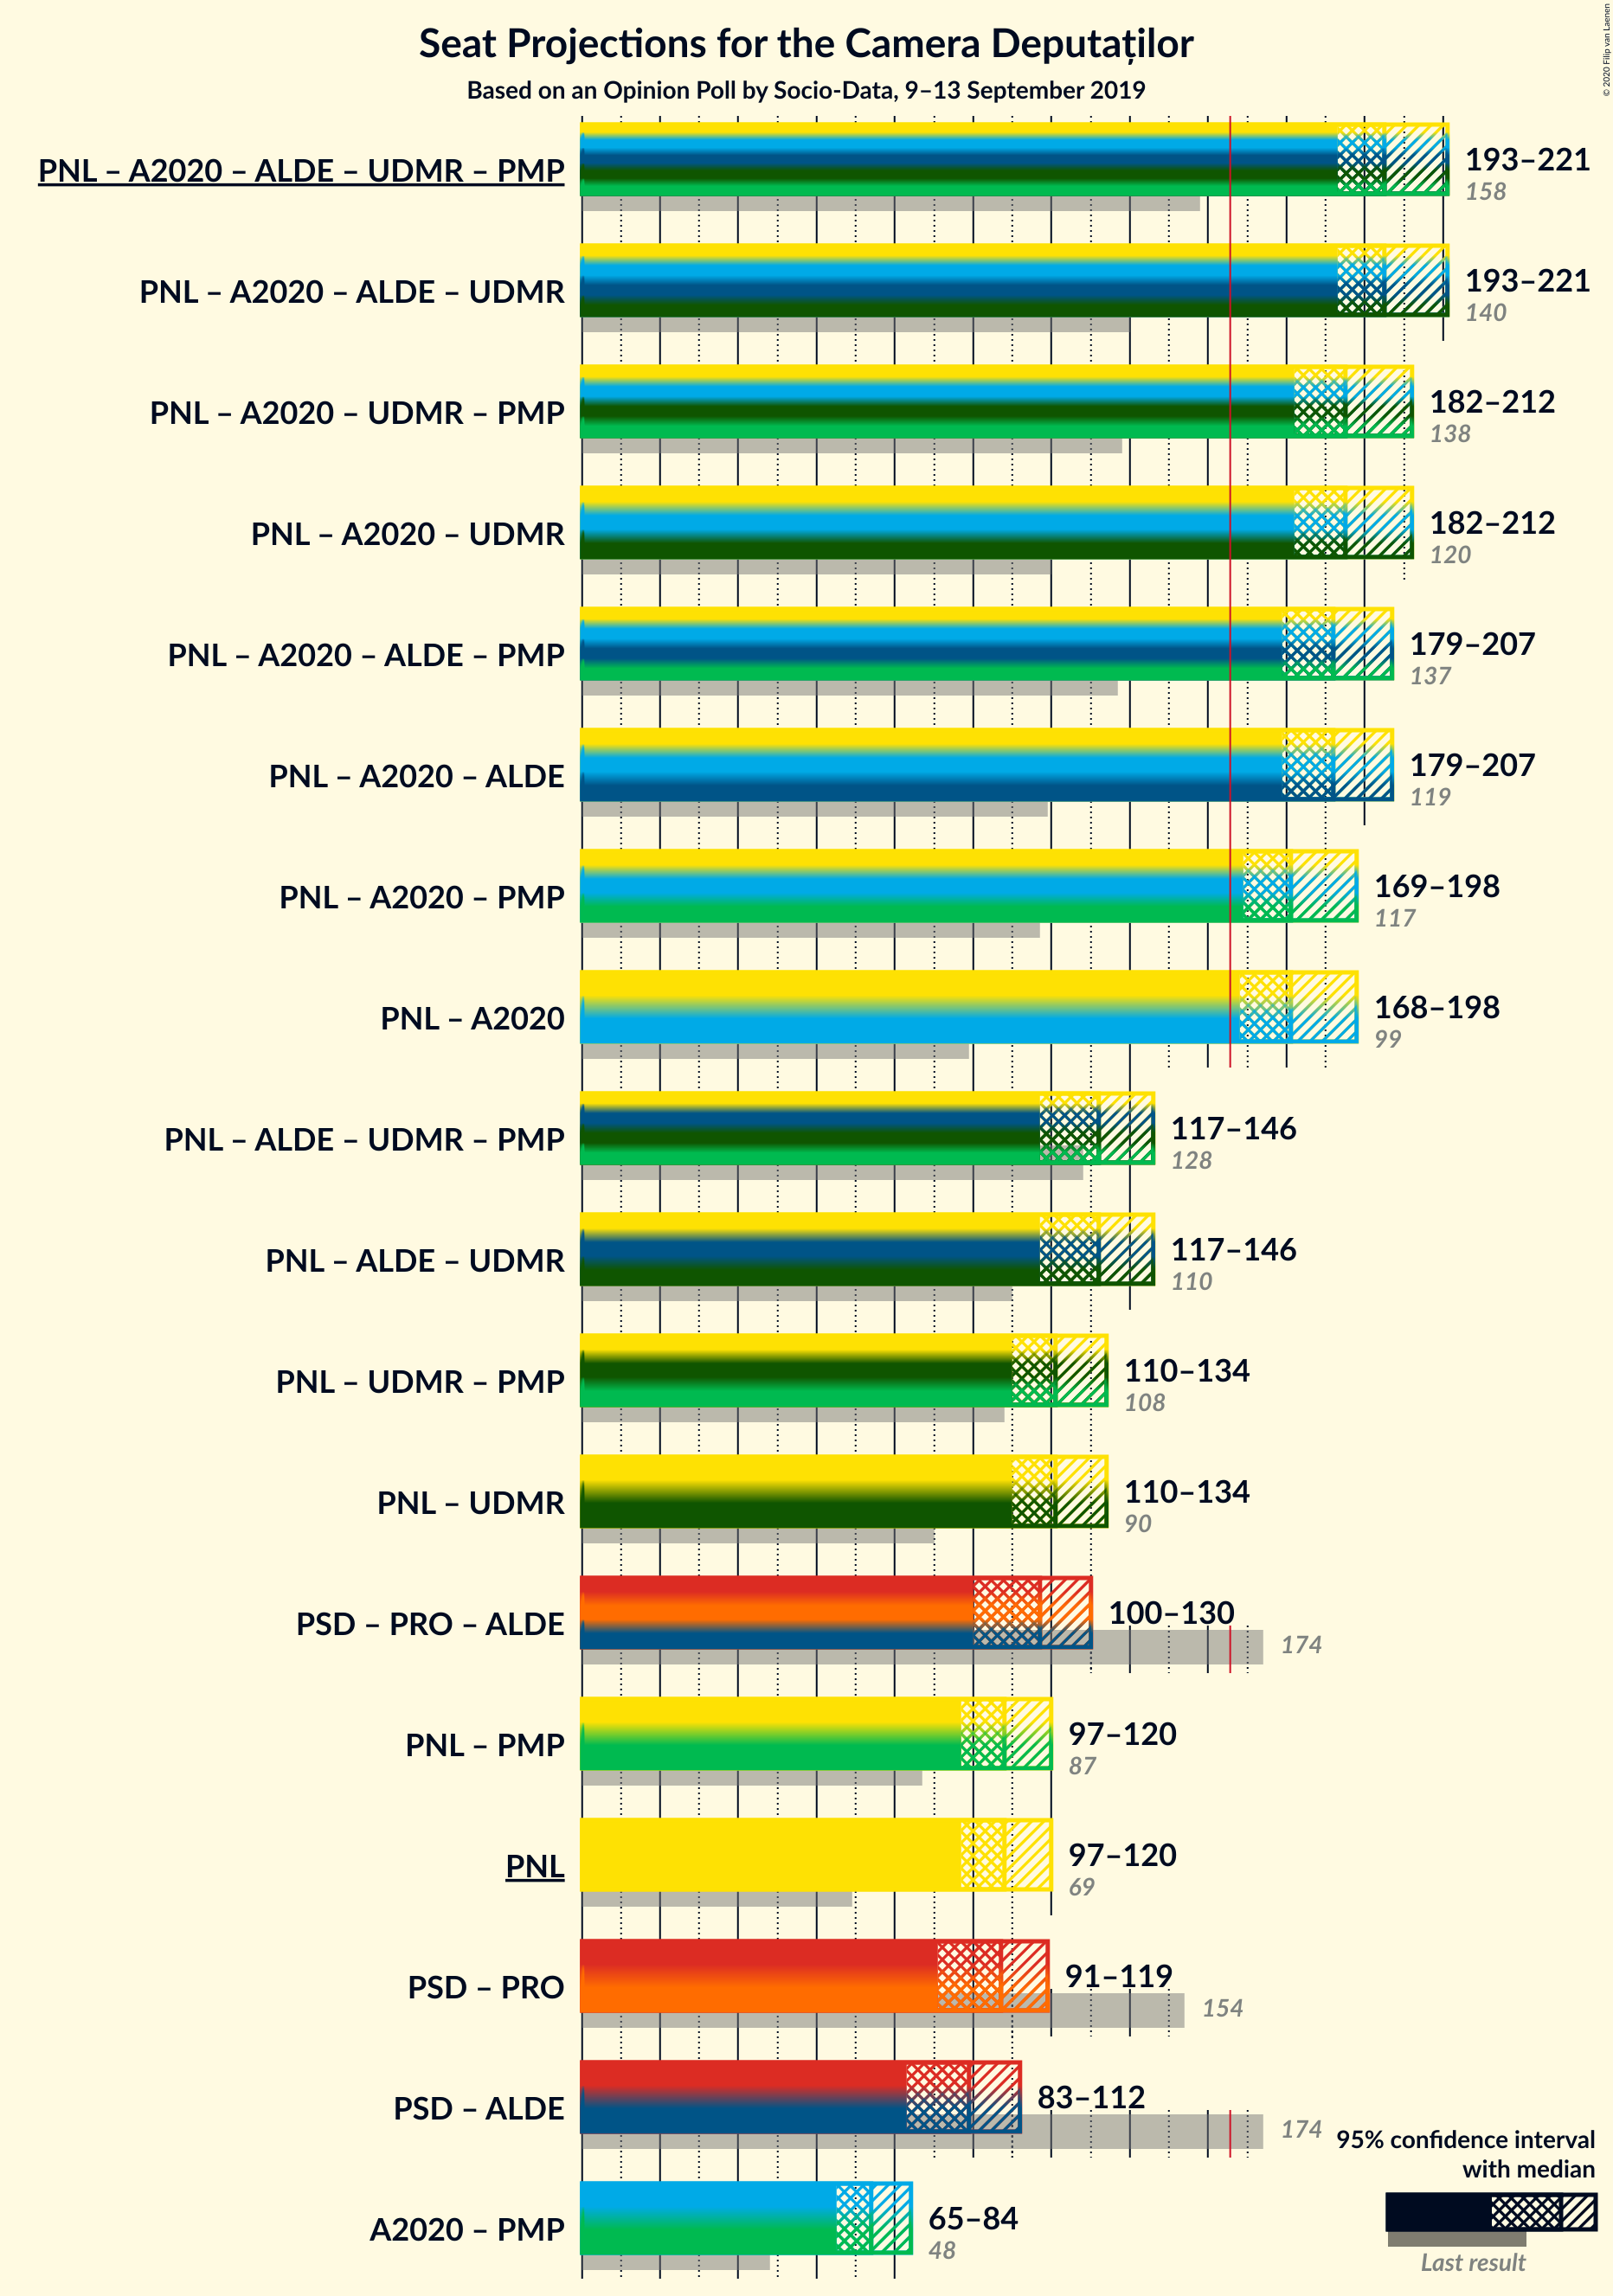 Seat Projections for the Camera Deputaților
Based on an Opinion Poll by Socio-Data, 9–13 September 2019
© 2020 Filip van Laenen
PNL – A2020 – ALDE – UDMR – PMP
193–221
158
PNL – A2020 – ALDE – UDMR
193–221
140
PNL – A2020 – UDMR – PMP
182–212
138
PNL – A2020 – UDMR
182–212
120
PNL – A2020 – ALDE – PMP
179–207
137
PNL – A2020 – ALDE
179–207
119
PNL – A2020 – PMP
169–198
117
PNL – A2020
168–198
99
PNL – ALDE – UDMR – PMP
117–146
128
PNL – ALDE – UDMR
117–146
110
PNL – UDMR – PMP
110–134
108
PNL – UDMR
110–134
90
PSD – PRO – ALDE
100–130
174
PNL – PMP
97–120
87
PNL
97–120
69
PSD – PRO
91–119
154
PSD – ALDE
83–112
174
A2020 – PMP
65–84
48
95% confidence interval
with median
Last result